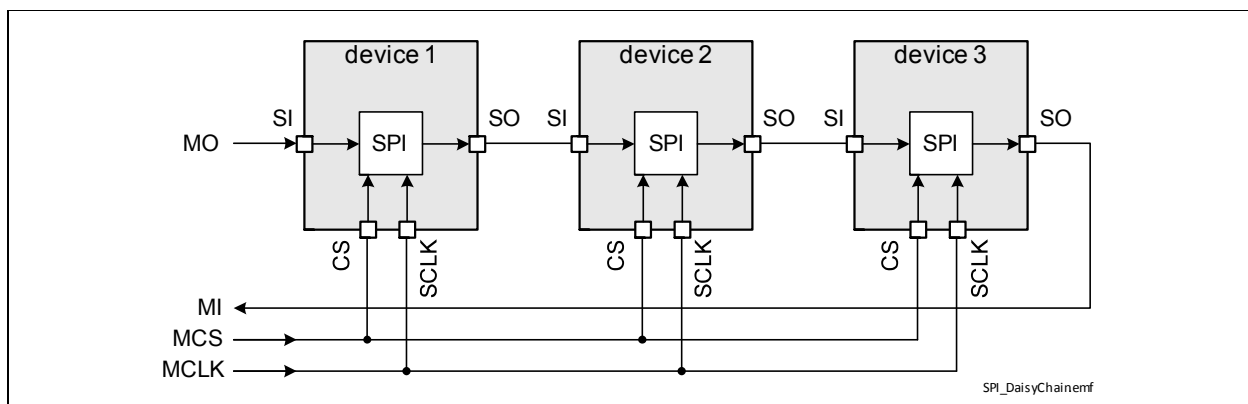 device 1 device 2 device 3
SI SO SI SO SI SO
MO SPI SPI SPI
CS SCLK CS SCLK CS SCLK
MI
MCS
MCLK
SPI_DaisyChainemf